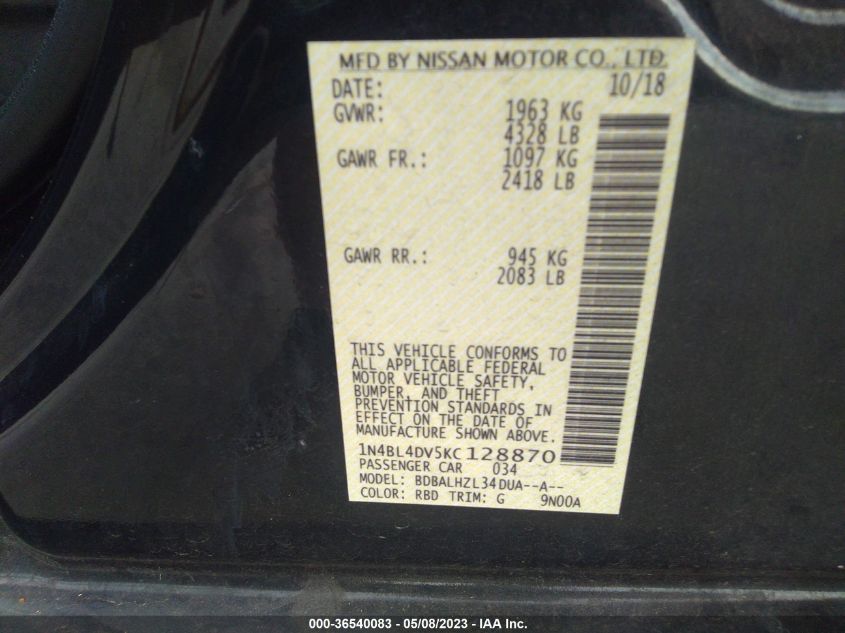 MFD BY NISSAN MOTOR CO., LTD.
DATE: 10/18
GVWR: 1963 KG
4328 LB
GAWR FR.: 1097 KG
2418 LB
GAWR RR.: 945 KG
2083 LB
THIS VEHICLE CONFORMS TO
ALL APPLICABLE FEDERAL
MOTOR VEHICLE SAFETY,
BUMPER, AND THEFT
PREVENTION STANDARDS IN
EFFECT ON THE DATE OF
MANUFACTURE SHOWN ABOVE.
1N4BL4DV5KC128870
PASSENGER CAR 034
MODEL: BDBALHZL34DUA--A--
COLOR: RBD TRIM: G 9N00A
000-36540083 - 05/08/2023 - IAA Inc.